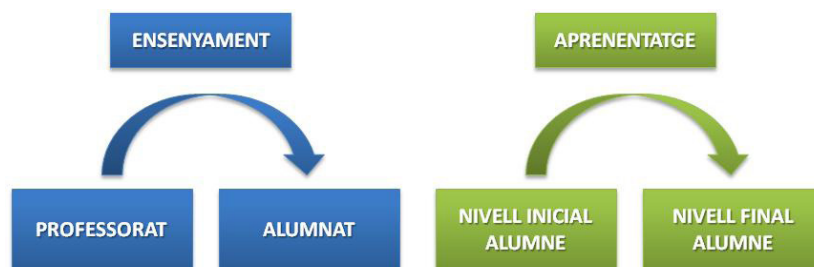 ENSENYAMENT
APRENENTATGE
PROFESSORAT
ALUMNAT
NIVELL INICIAL
ALUMNE
NIVELL FINAL
ALUMNE